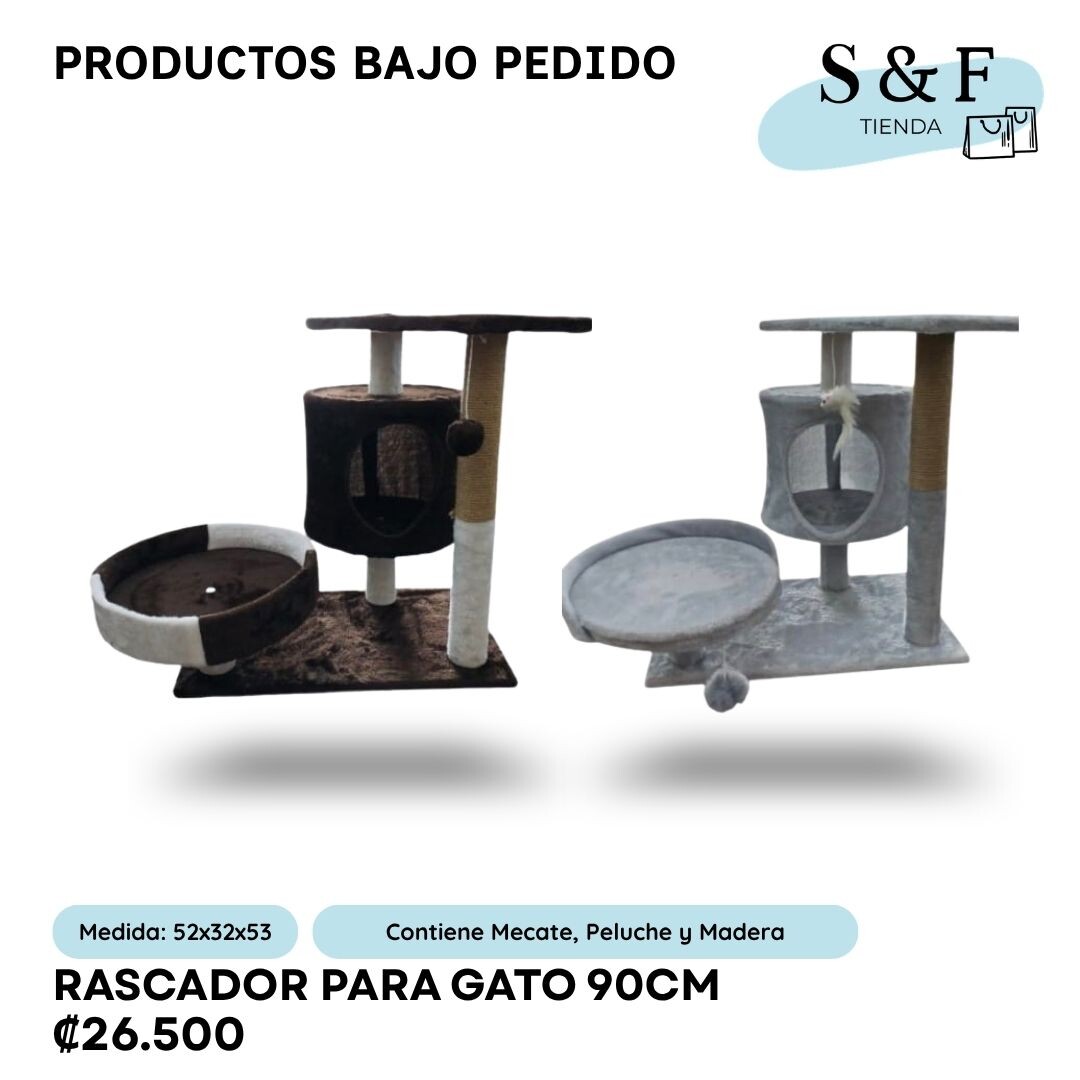 PRODUCTOS BAJO PEDIDO
S & F
TIENDA
Medida: 52x32x53
Contiene Mecate, Peluche y Madera
RASCADOR PARA GATO 90CM
₡26.500